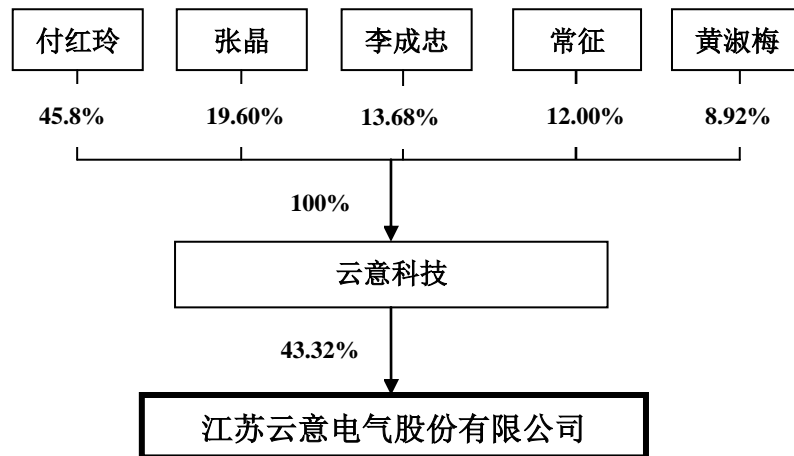 付红玲 张晶 李成忠 常征 黄淑梅
45.8% 19.60% 13.68% 12.00% 8.92%
100%
云意科技
43.32%
江苏云意电气股份有限公司